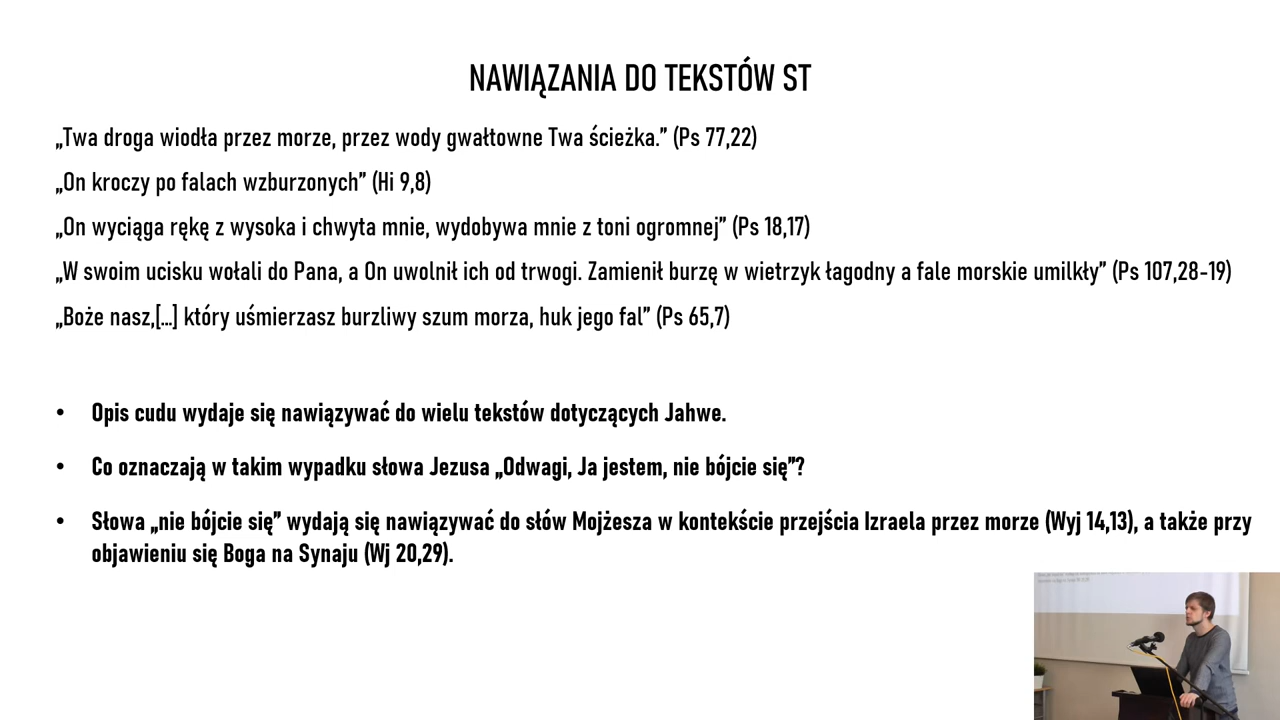 NAWIĄZANIA DO TEKSTÓW ST
„Twa droga wiodła przez morze, przez wody gwałtowne Twa ścieżka.” (Ps 77,22)
„On kroczy po falach wzburzonych” (Hi 9,8)
„On wyciąga rękę z wysoka i chwyta mnie, wydobywa mnie z toni ogromnej” (Ps 18,17)
„W swoim ucisku wołali do Pana, a On uwolnił ich od trwogi. Zamienił burzę w wietrzyk łagodny a fale morskie umilkły” (Ps 107,28-19)
„Boże nasz,[...] który uśmierzasz burzliwy szum morza, huk jego fal” (Ps 65,7)
• Opis cudu wydaje się nawiązywać do wielu tekstów dotyczących Jahwe.
• Co oznaczają w takim wypadku słowa Jezusa „Odwagi, Ja jestem, nie bójcie się”?
• Słowa „nie bójcie się” wydają się nawiązywać do słów Mojżesza w kontekście przejścia Izraela przez morze (Wyj 14,13), a także przy
objawieniu się Boga na Synaju (Wj 20,29).